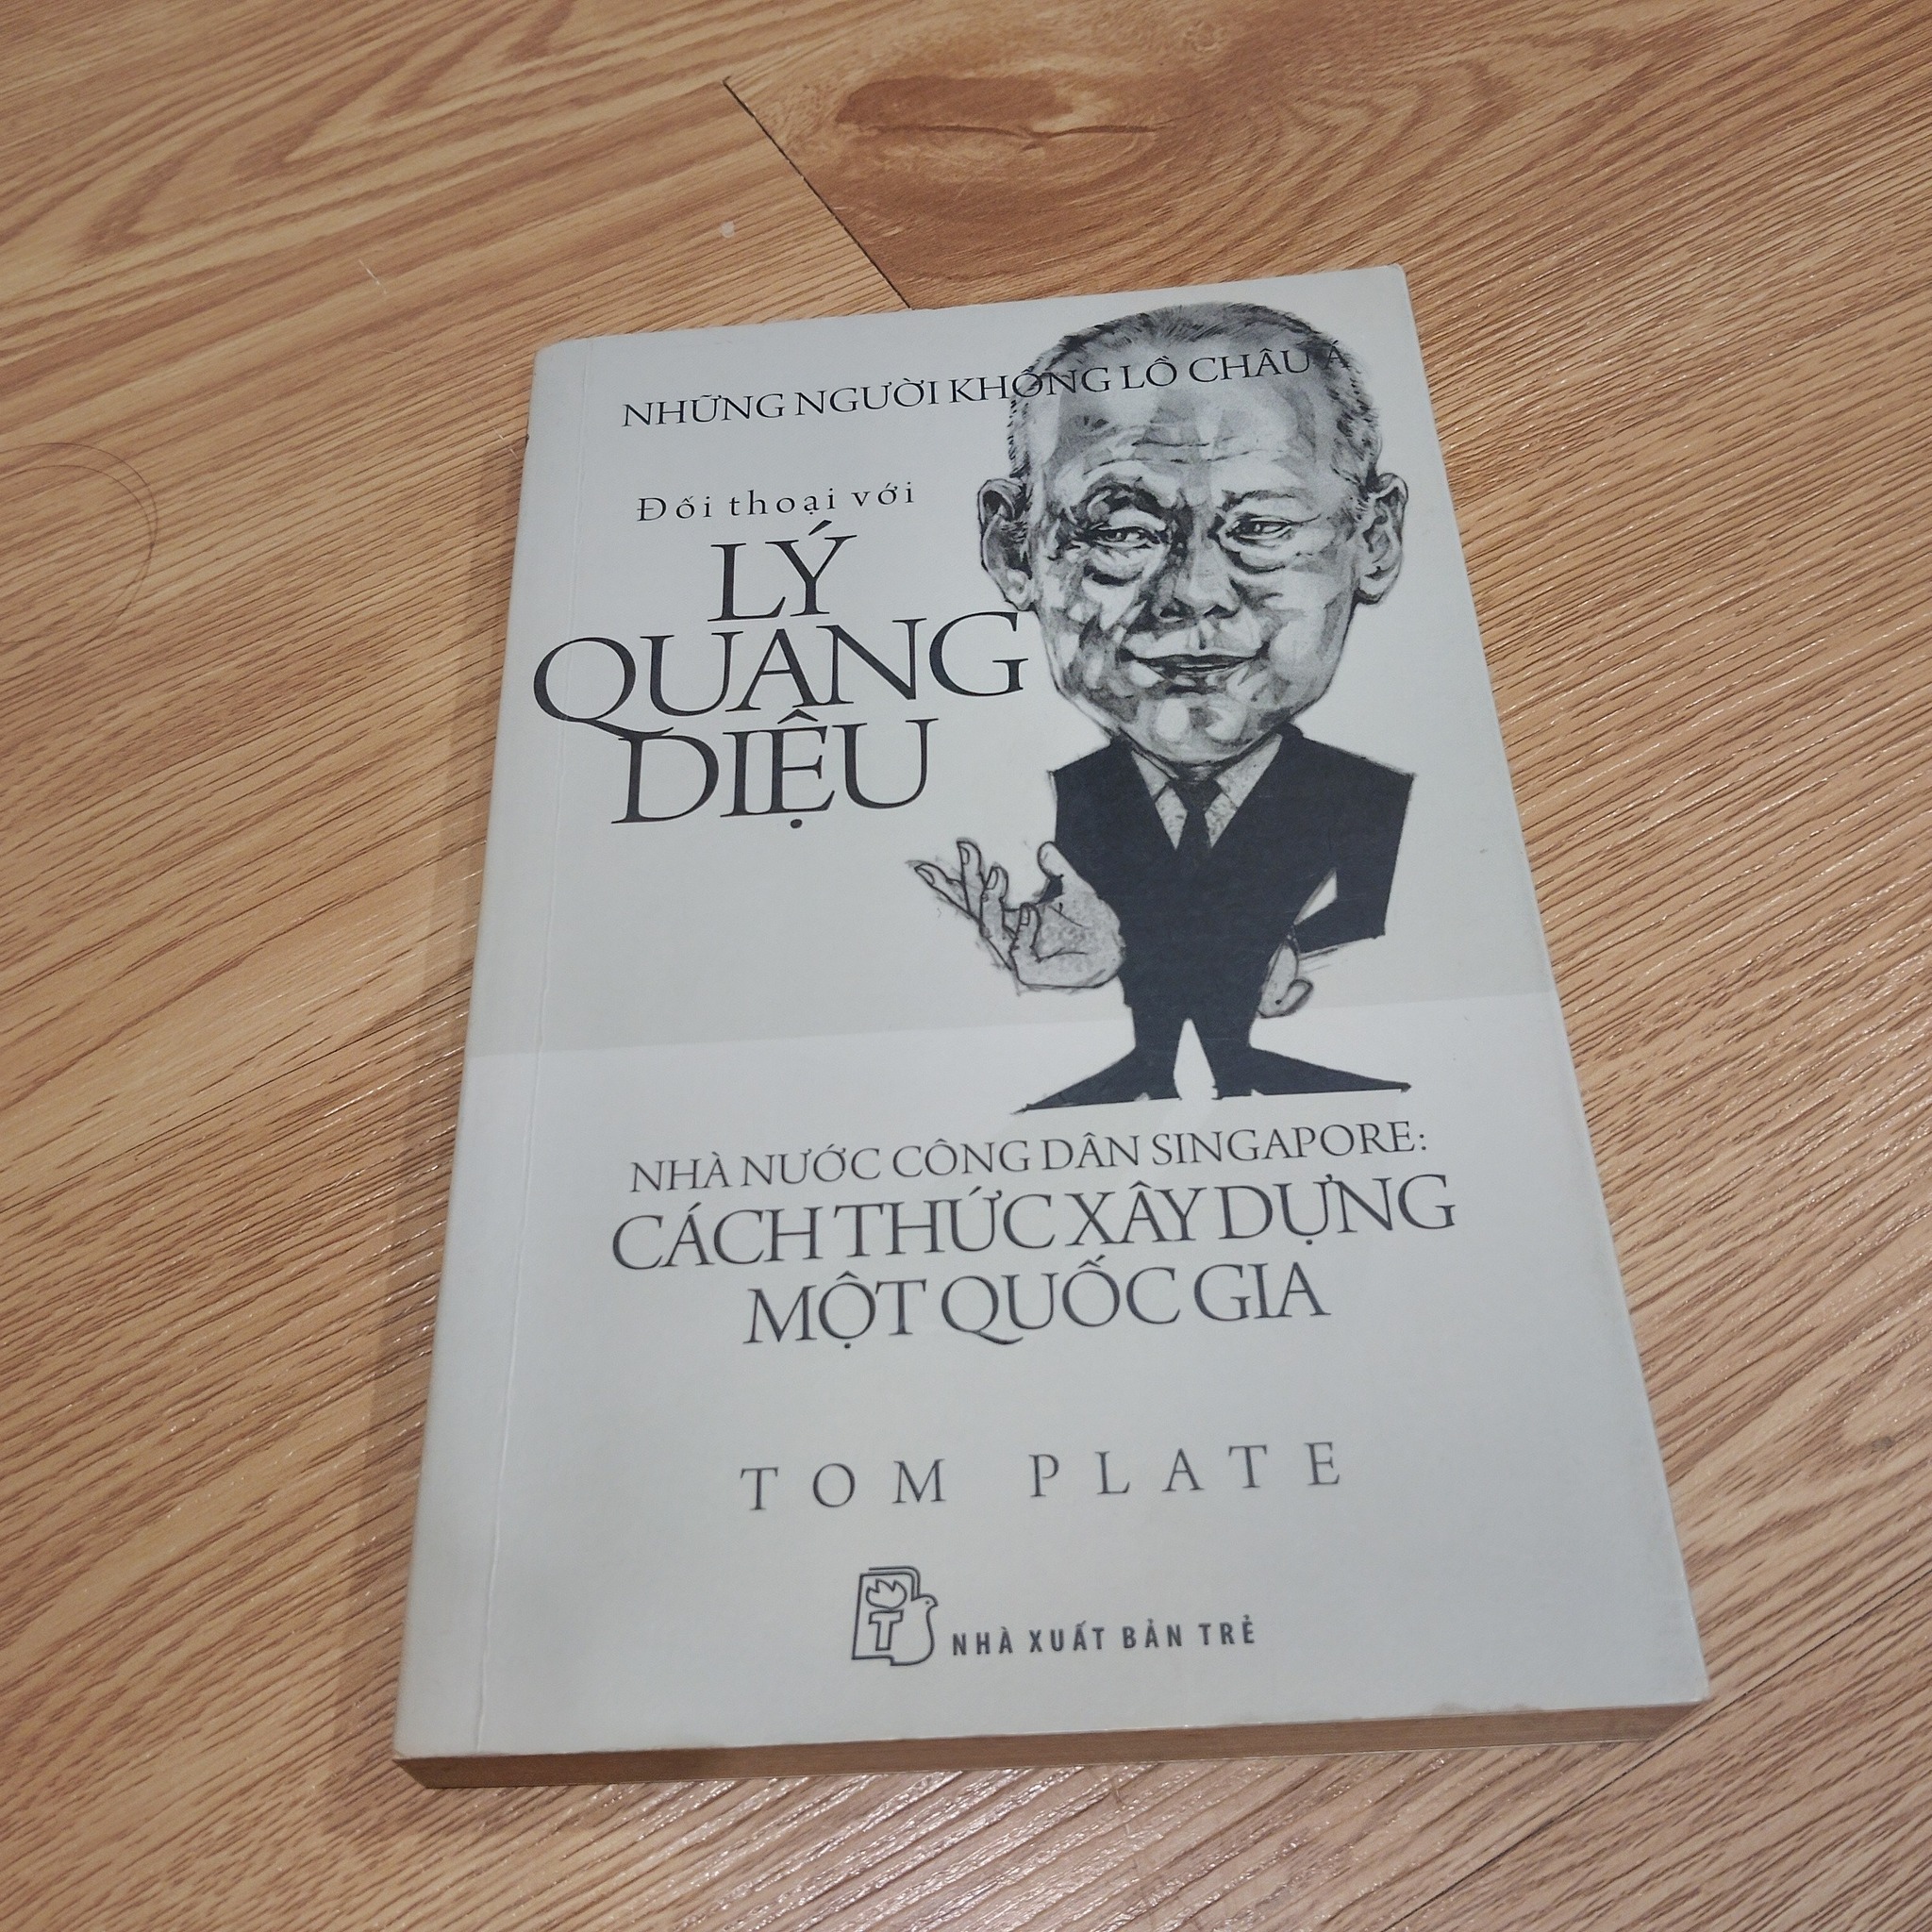 NHỮNG NGƯỜI KHỔNG LỒ CHÂU Á
Đối thoại với
LÝ
QUANG
DIỆU
NHÀ NƯỚC CÔNG DÂN SINGAPORE:
CÁCH THỨC XÂY DỰNG
MỘT QUỐC GIA
TOM PLATE
T
NHÀ XUẤT BẢN TRẺ